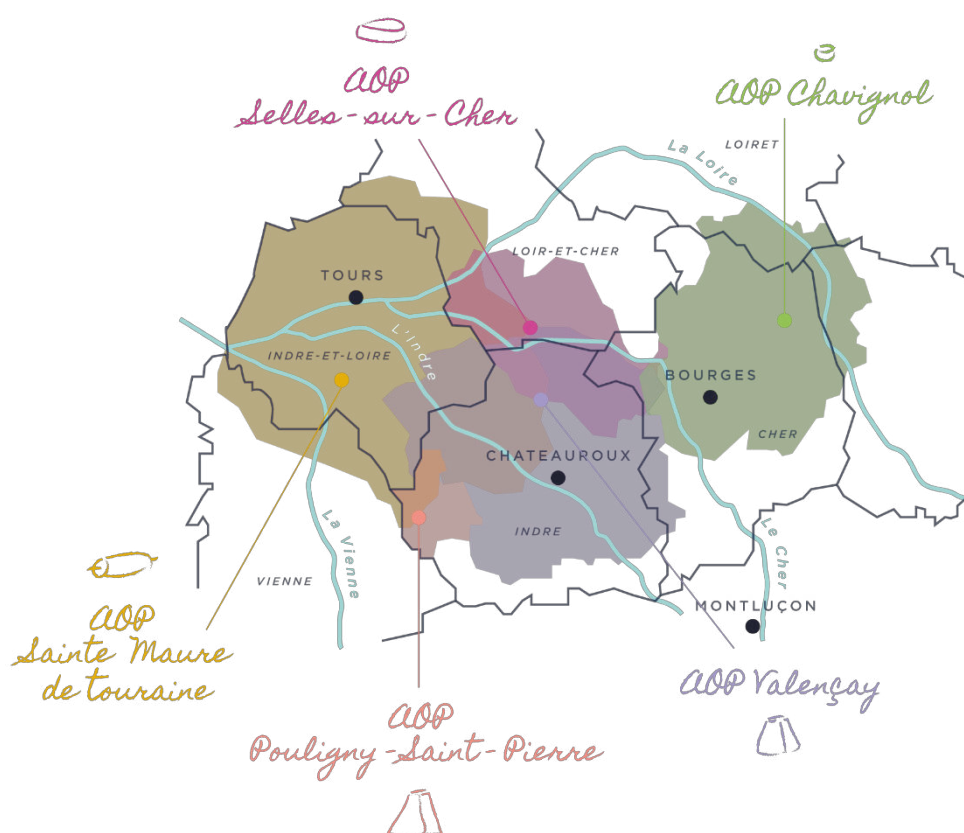 AOP
Selles-sur-Cher
AOP Chavignol
LOIRET
La Loire
LOIR-ET-CHER
TOURS
L'Indre
INDRE-ET-LOIRE
BOURGES
CHER
CHATEAUROUX
INDRE
La Vienne
Le Cher
VIENNE
MONTLUÇON
AOP
Sainte Maure
de touraine
AOP Valençay
AOP
Pouligny-Saint-Pierre